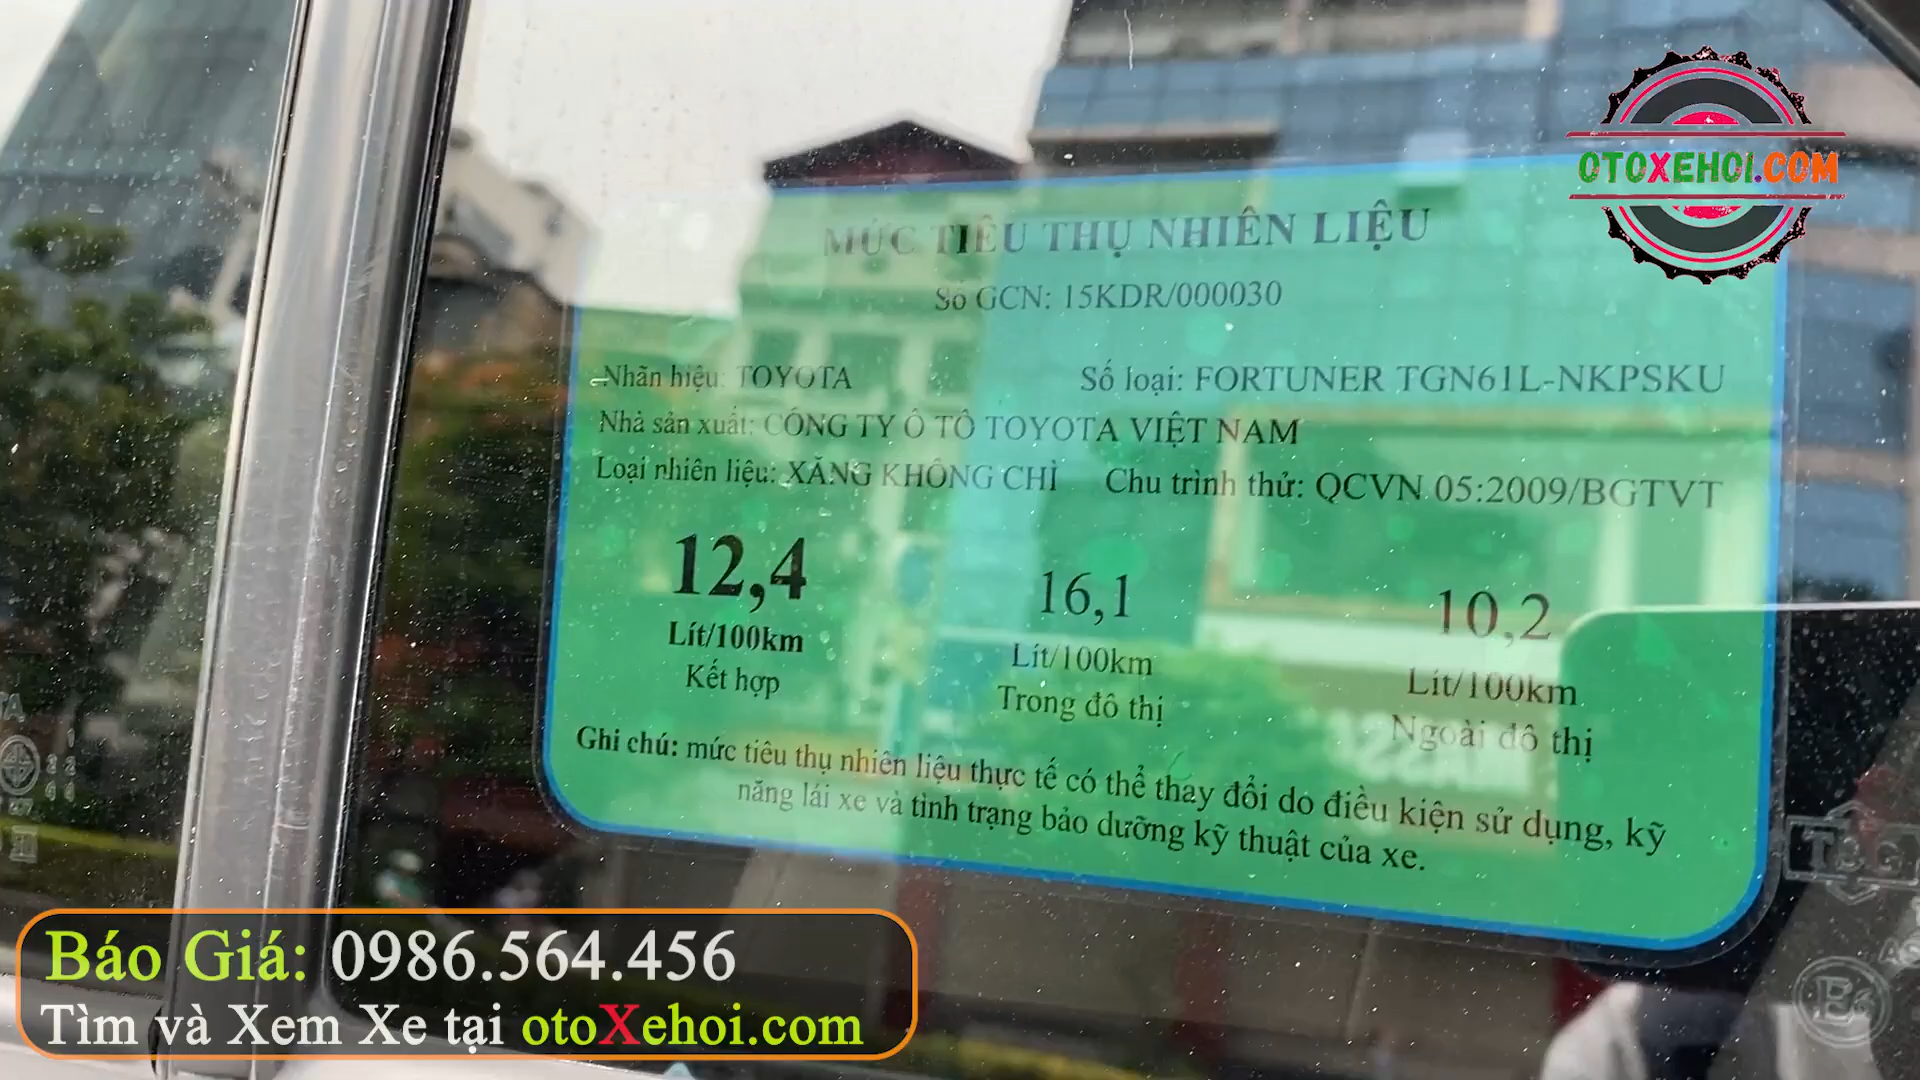 OTOXEHOI.COM
MỨC TIÊU THỤ NHIÊN LIỆU
Số GCN: 15KDR/000030
Nhãn hiệu: TOYOTA Số loại: FORTUNER TGN61L-NKPSKU
Nhà sản xuất: CÔNG TY Ô TÔ TOYOTA VIỆT NAM
Loại nhiên liệu: XĂNG KHÔNG CHÌ Chu trình thử: QCVN 05:2009/BGTVT
12,4 16,1 10,2
Lít/100km Lít/100km Lít/100km
Kết hợp Trong đô thị Ngoài đô thị
Ghi chú: mức tiêu thụ nhiên liệu thực tế có thể thay đổi do điều kiện sử dụng, kỹ
năng lái xe và tình trạng bảo dưỡng kỹ thuật của xe.
Báo Giá: 0986.564.456
Tìm và Xem Xe tại otoXehoi.com